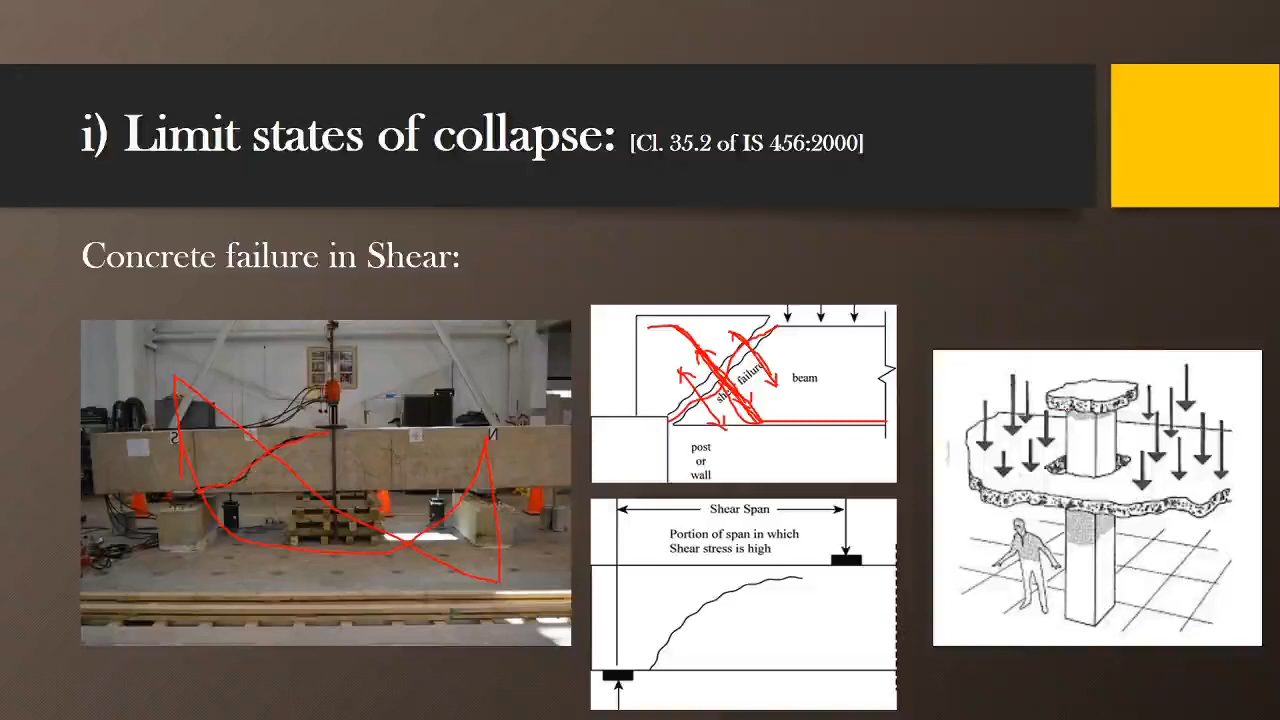 i) Limit states of collapse: [Cl. 35.2 of IS 456:2000]
Concrete failure in Shear:
S
N
shear failure
beam
post
or
wall
Shear Span
Portion of span in which
Shear stress is high